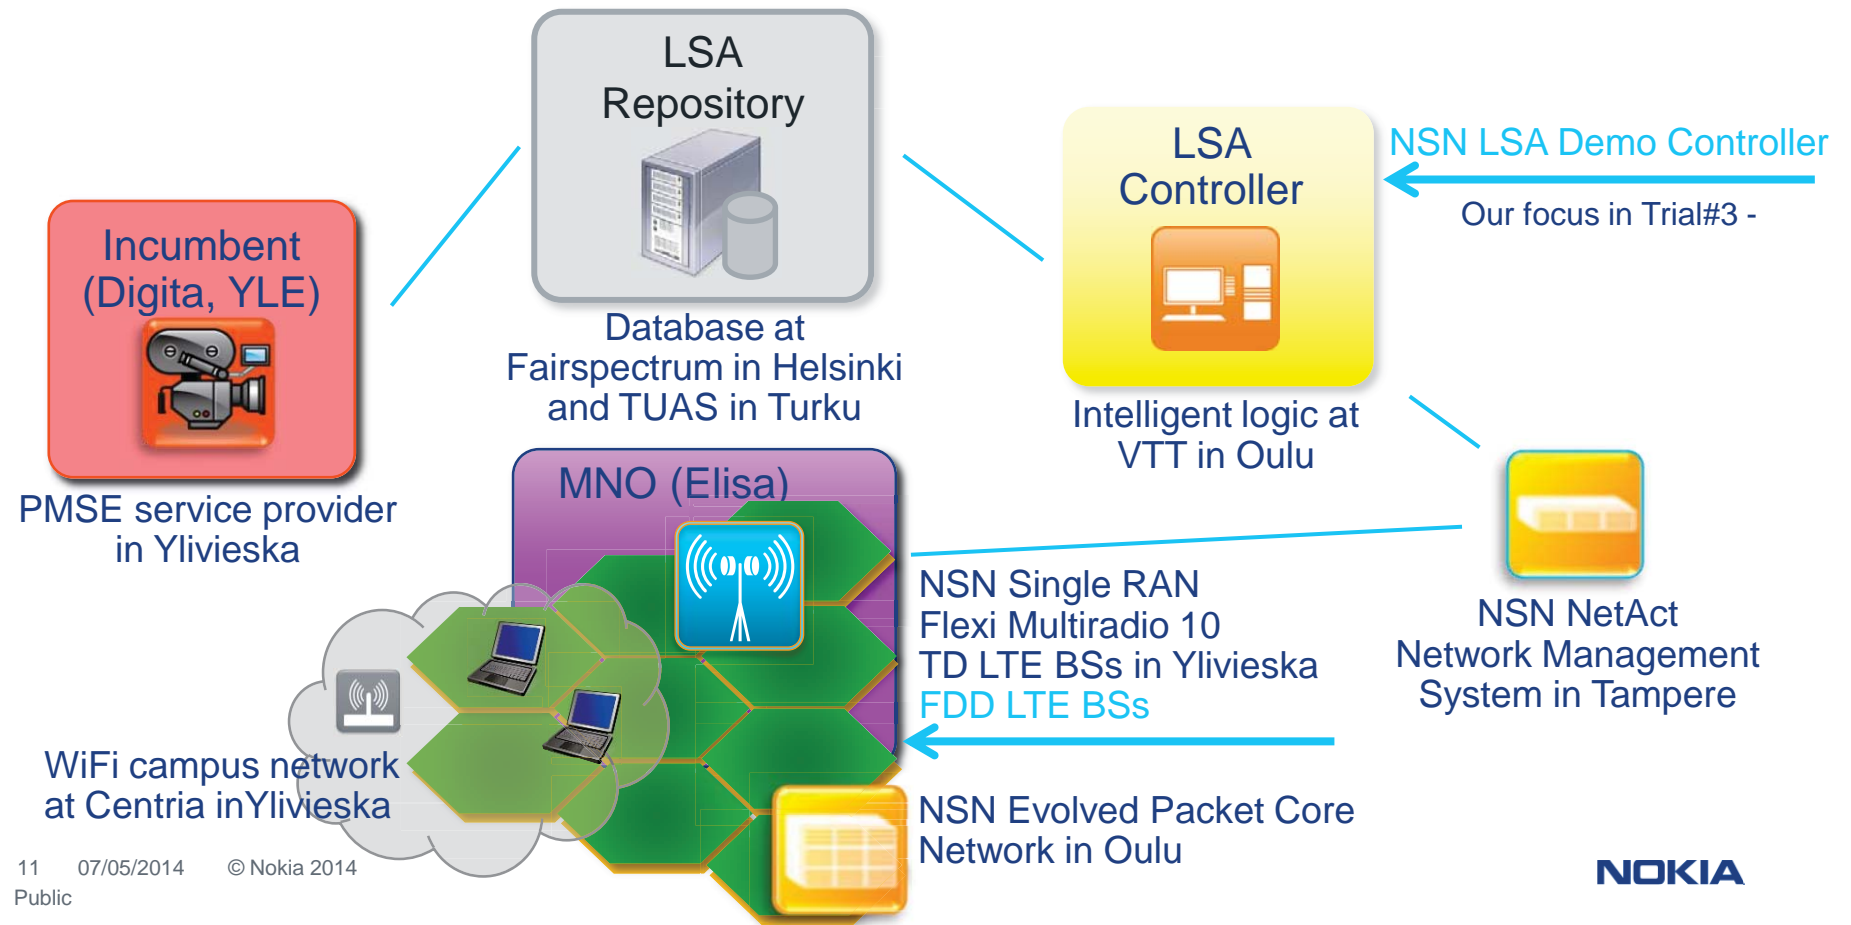 LSA
Repository
LSA
Controller
NSN LSA Demo Controller
Our focus in Trial#3 -
Incumbent
(Digita, YLE)
Database at
Fairspectrum in Helsinki
and TUAS in Turku
Intelligent logic at
VTT in Oulu
PMSE service provider
in Ylivieska
MNO (Elisa)
NSN Single RAN
Flexi Multiradio 10
TD LTE BSs in Ylivieska
FDD LTE BSs
NSN NetAct
Network Management
System in Tampere
WiFi campus network
at Centria inYlivieska
NSN Evolved Packet Core
Network in Oulu
11 07/05/2014 © Nokia 2014
Public
NOKIA